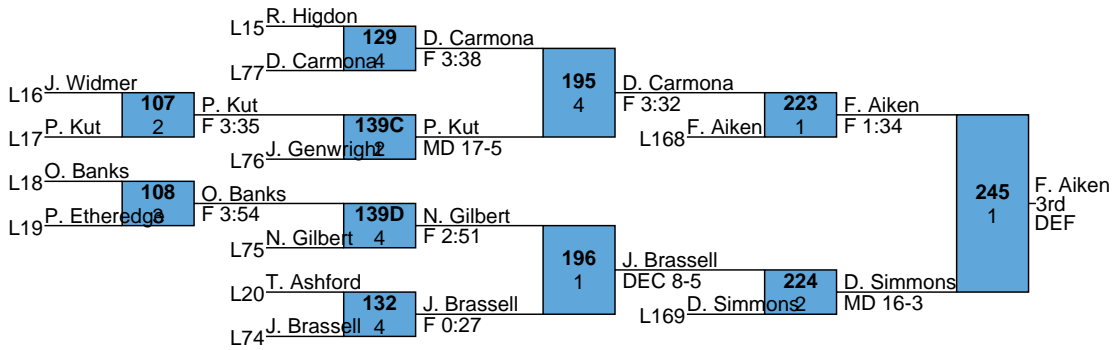 L15 R. Higdon
129
4
L77 D. Carmona
D. Carmona
F 3:38
L16 J. Widmer
107
2
L17 P. Kut
P. Kut
F 3:35
139C
2
L76 J. Genwright
P. Kut
MD 17-5
195
4
D. Carmona
F 3:32
L168 F. Aiken
223
1
F. Aiken
F 1:34
L18 O. Banks
108
3
L19 P. Etheredge
O. Banks
F 3:54
139D
4
L75 N. Gilbert
N. Gilbert
F 2:51
L20 T. Ashford
132
4
L74 J. Brassell
J. Brassell
F 0:27
196
1
J. Brassell
DEC 8-5
L169 D. Simmons
224
2
D. Simmons
MD 16-3
245
1
F. Aiken
3rd
DEF